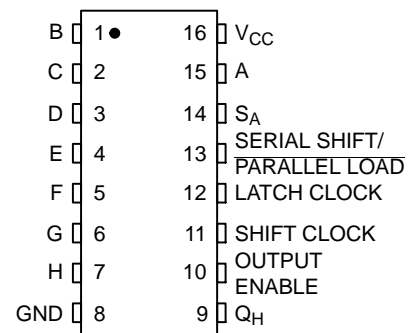 B 1 16 VCC
C 2 15 A
D 3 14 SA
E 4 13 SERIAL SHIFT/
PARALLEL LOAD
F 5 12 LATCH CLOCK
G 6 11 SHIFT CLOCK
H 7 10 OUTPUT
ENABLE
GND 8 9 QH